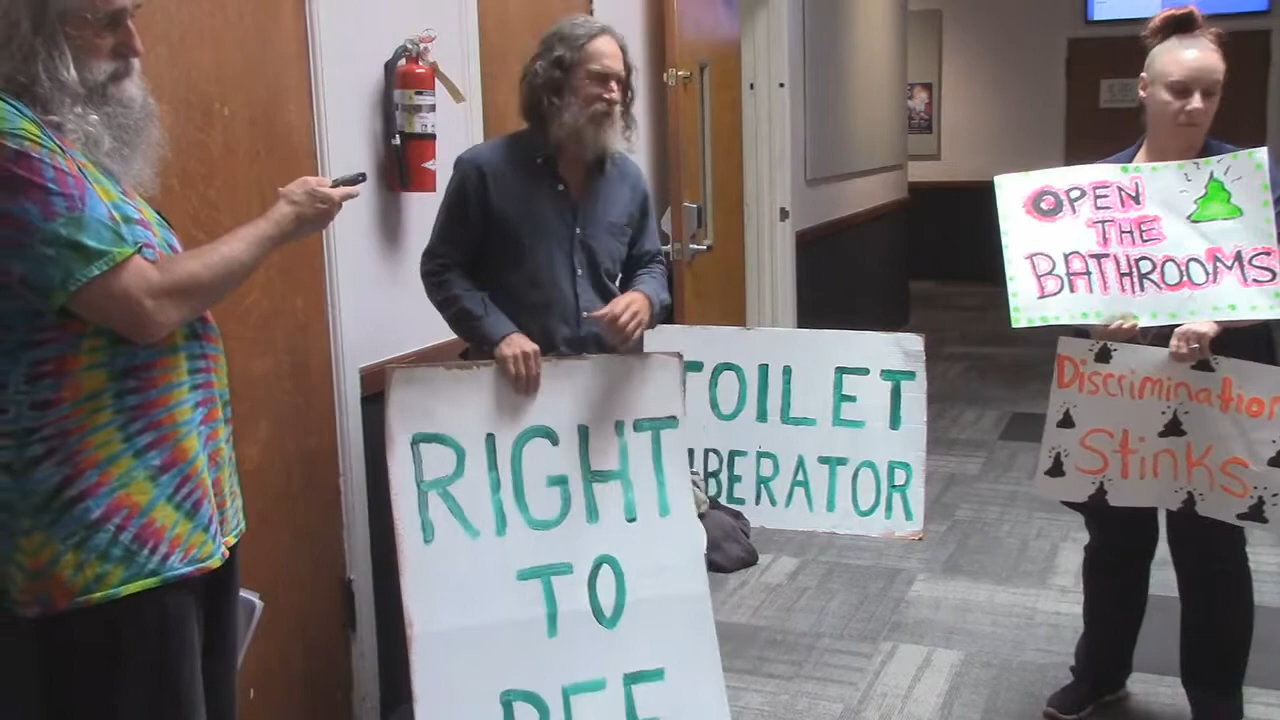 RIGHT
TO
TOILET
IBERATOR
OPEN
THE
BATHROOMS
Discrimination
Stinks